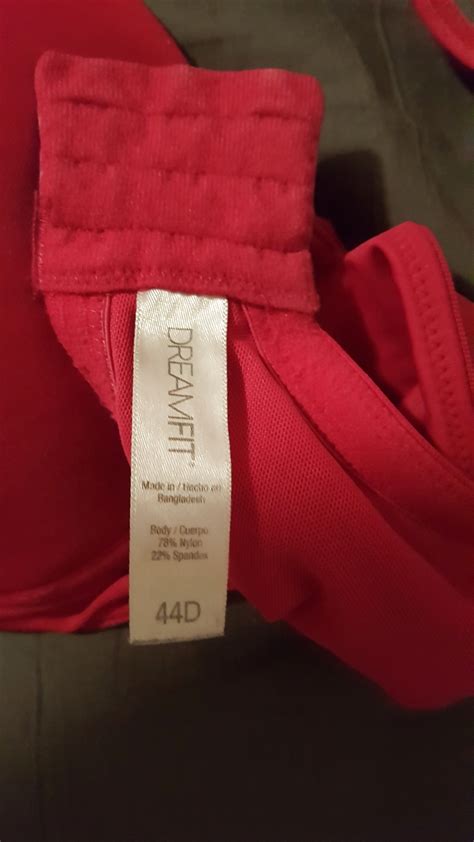 DREAMFIT®
Made in / Hecho en
Bangladesh
Body / Cuerpo
78% Nylon
22% Spandex
44D